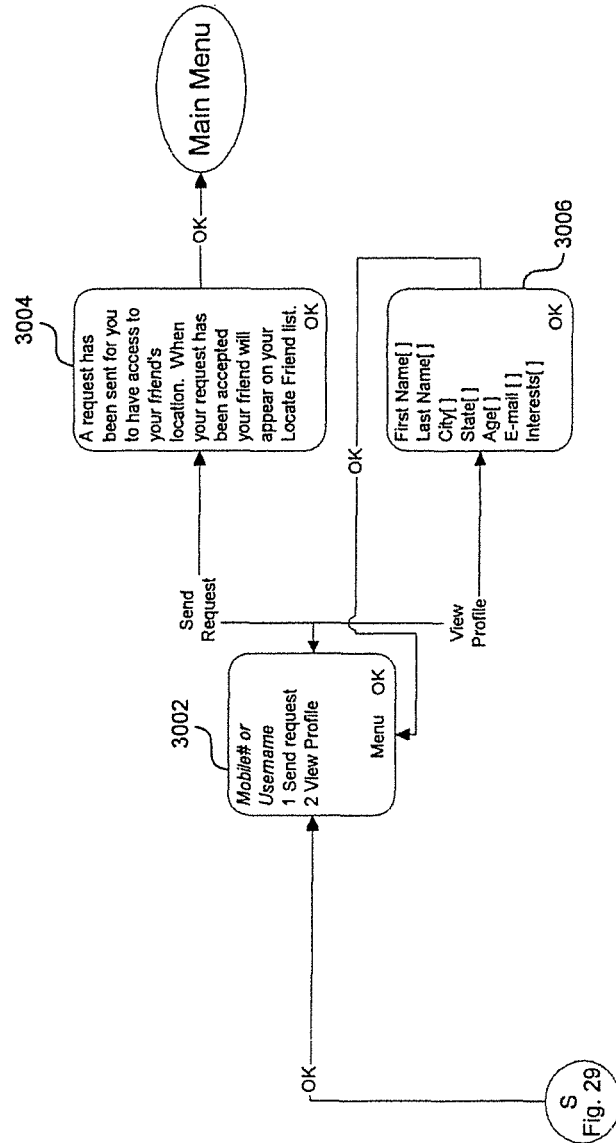 S
Fig. 29
OK
3002
Mobile# or
Username
1 Send request
2 View Profile
Menu OK
Send
Request
View
Profile
3004
A request has
been sent for you
to have access to
your friend's
location. When
your request has
been accepted
your friend will
appear on your
Locate Friend list.
OK
OK
Main Menu
OK
3006
First Name[ ]
Last Name[ ]
City[ ]
State[ ]
Age[ ]
E-mail [ ]
Interests[ ]
OK